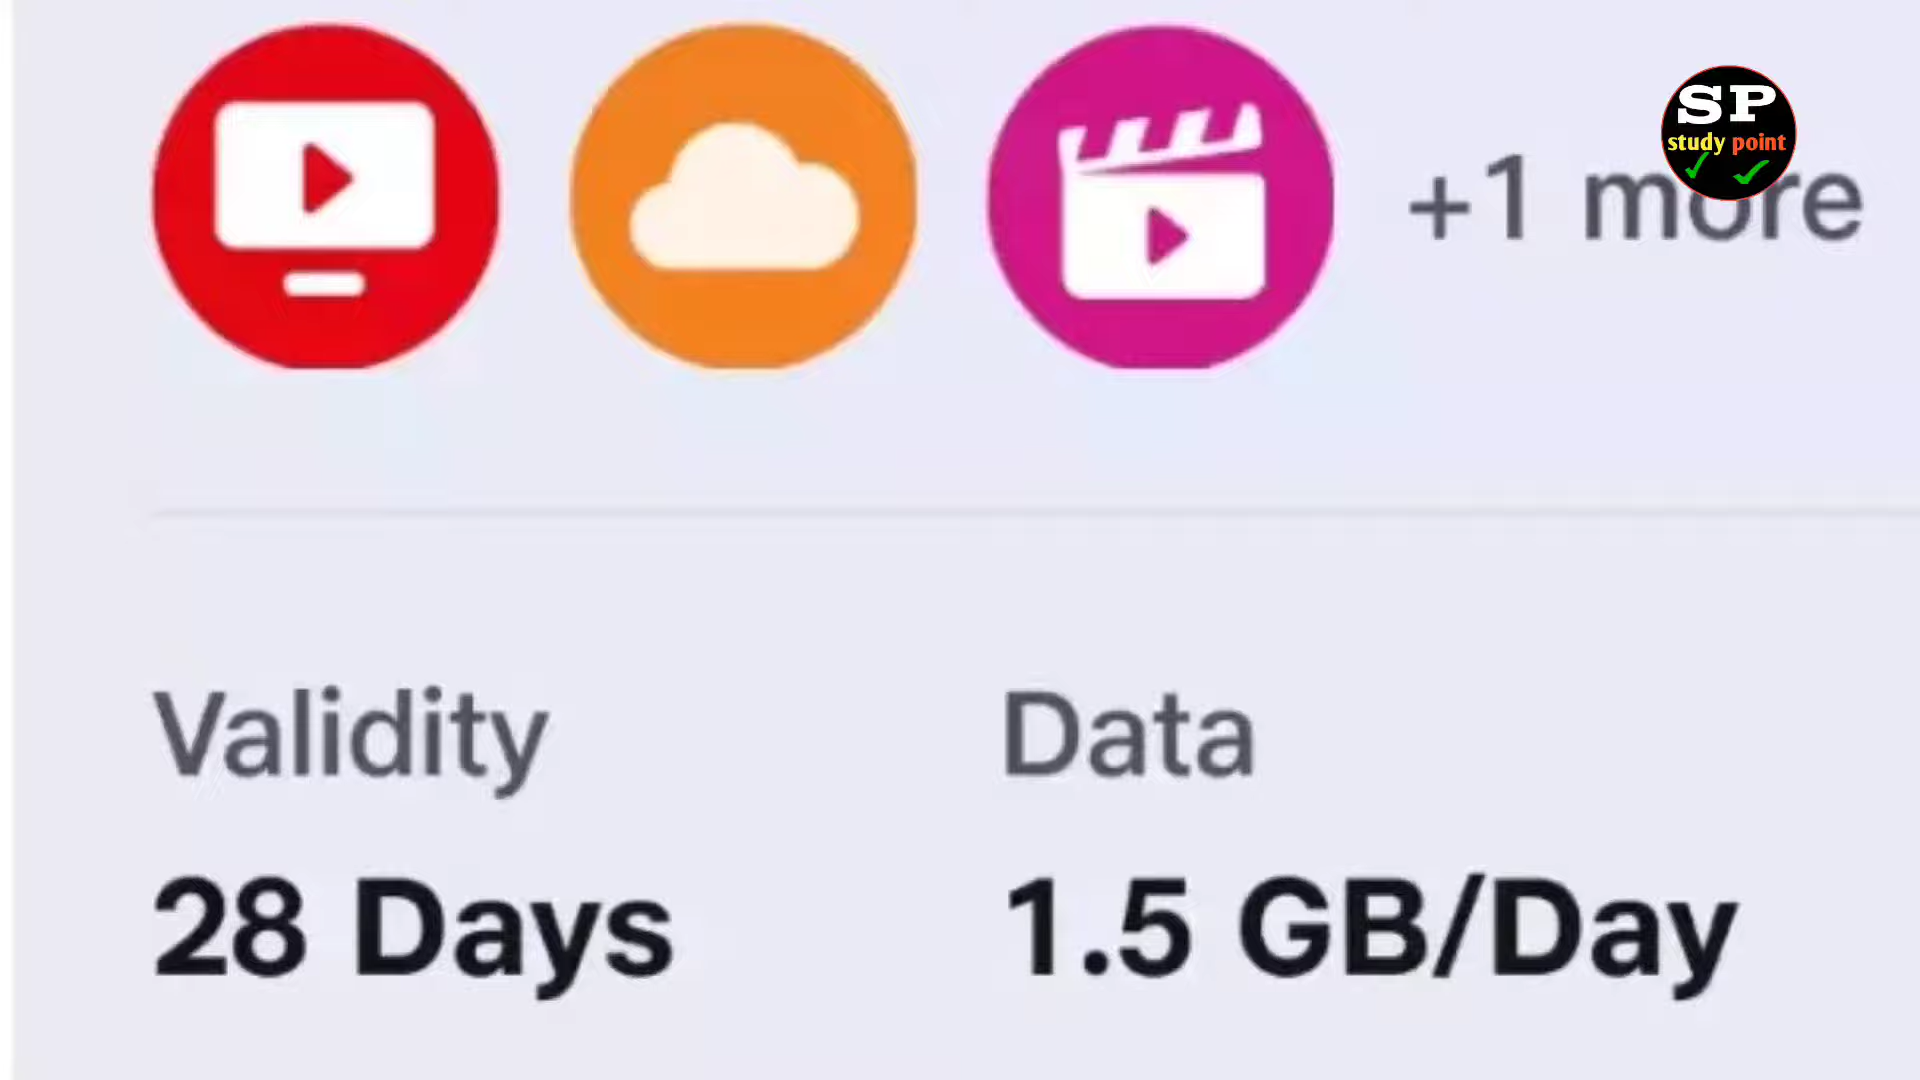 SP
study point
+1 more
Validity
Data
28 Days
1.5 GB/Day